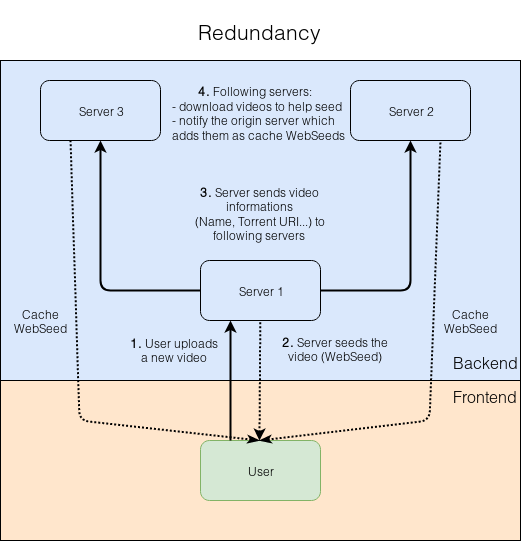 Redundancy
Server 3
4. Following servers:
- download videos to help seed
- notify the origin server which
adds them as cache WebSeeds
Server 2
3. Server sends video
informations
(Name, Torrent URI...) to
following servers
Server 1
Cache
WebSeed
1. User uploads
a new video
2. Server seeds the
video (WebSeed)
Cache
WebSeed
Backend
Frontend
User